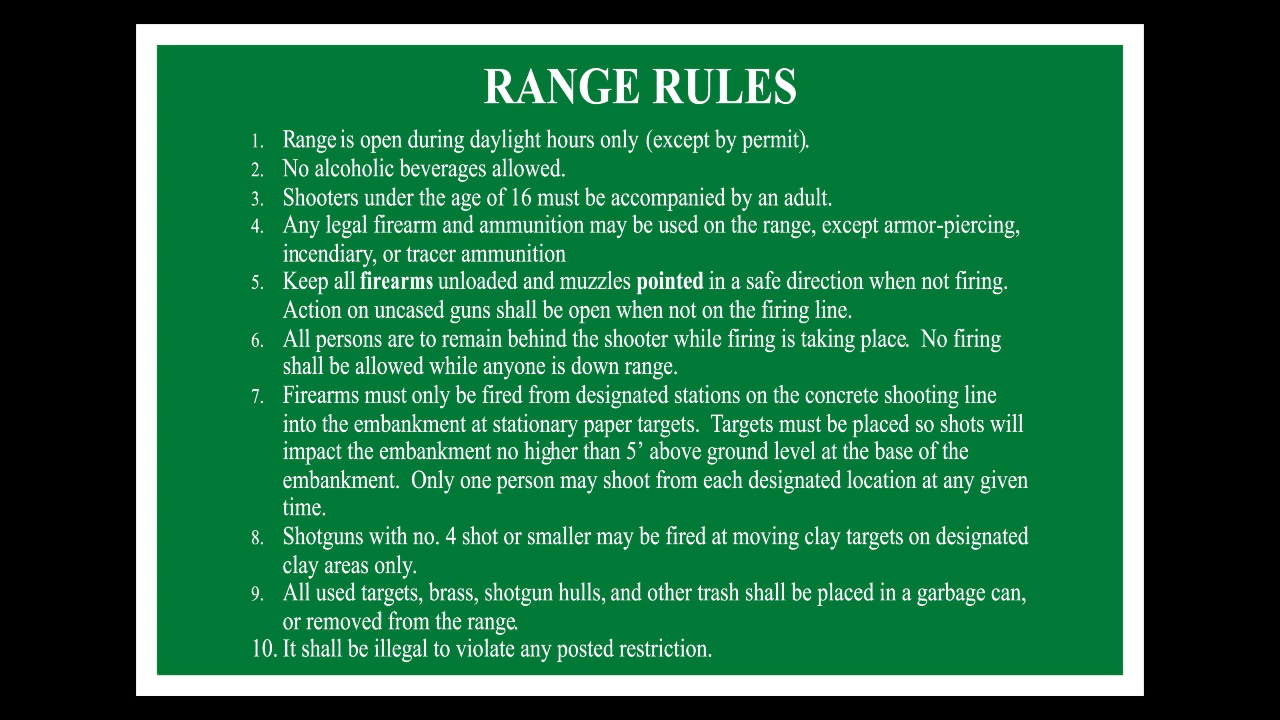 RANGE RULES
1. Range is open during daylight hours only (except by permit).
2. No alcoholic beverages allowed.
3. Shooters under the age of 16 must be accompanied by an adult.
4. Any legal firearm and ammunition may be used on the range, except armor-piercing,
incendiary, or tracer ammunition
5. Keep all firearms unloaded and muzzles pointed in a safe direction when not firing.
Action on uncased guns shall be open when not on the firing line.
6. All persons are to remain behind the shooter while firing is taking place. No firing
shall be allowed while anyone is down range.
7. Firearms must only be fired from designated stations on the concrete shooting line
into the embankment at stationary paper targets. Targets must be placed so shots will
impact the embankment no higher than 5’ above ground level at the base of the
embankment. Only one person may shoot from each designated location at any given
time.
8. Shotguns with no. 4 shot or smaller may be fired at moving clay targets on designated
clay areas only.
9. All used targets, brass, shotgun hulls, and other trash shall be placed in a garbage can,
or removed from the range.
10. It shall be illegal to violate any posted restriction.